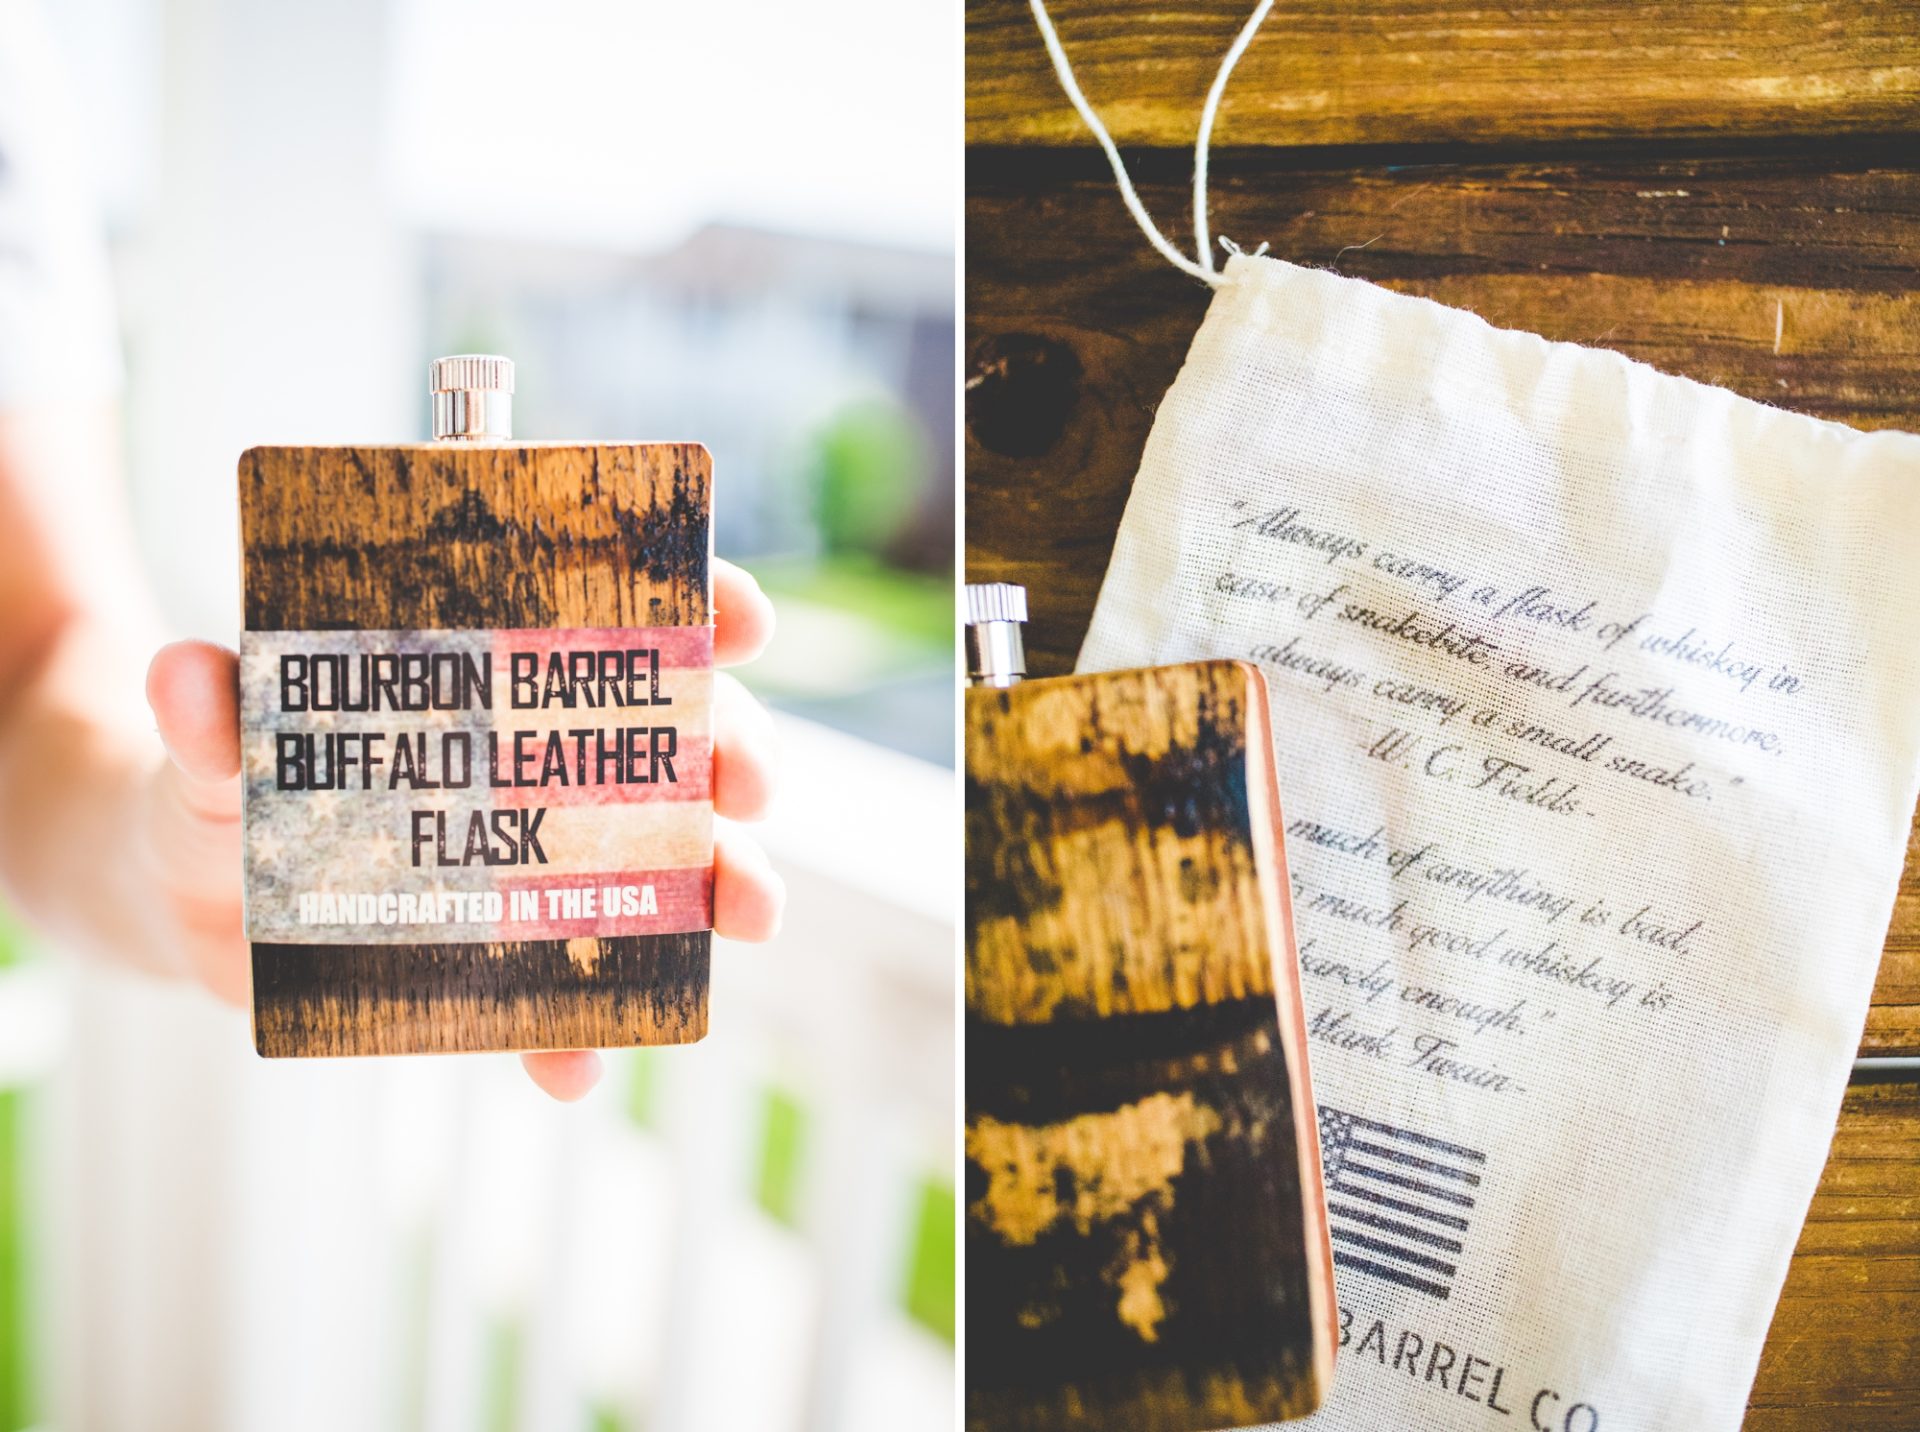 BOURBON BARREL
BUFFALO LEATHER
FLASK
HANDCRAFTED IN THE USA
"Always carry a flask of whiskey in
case of snakebite and furthermore,
always carry a small snake."
-W. C. Fields-
much of anything is bad,
much good whiskey is
enough."
Mark Twain-
BARREL CO